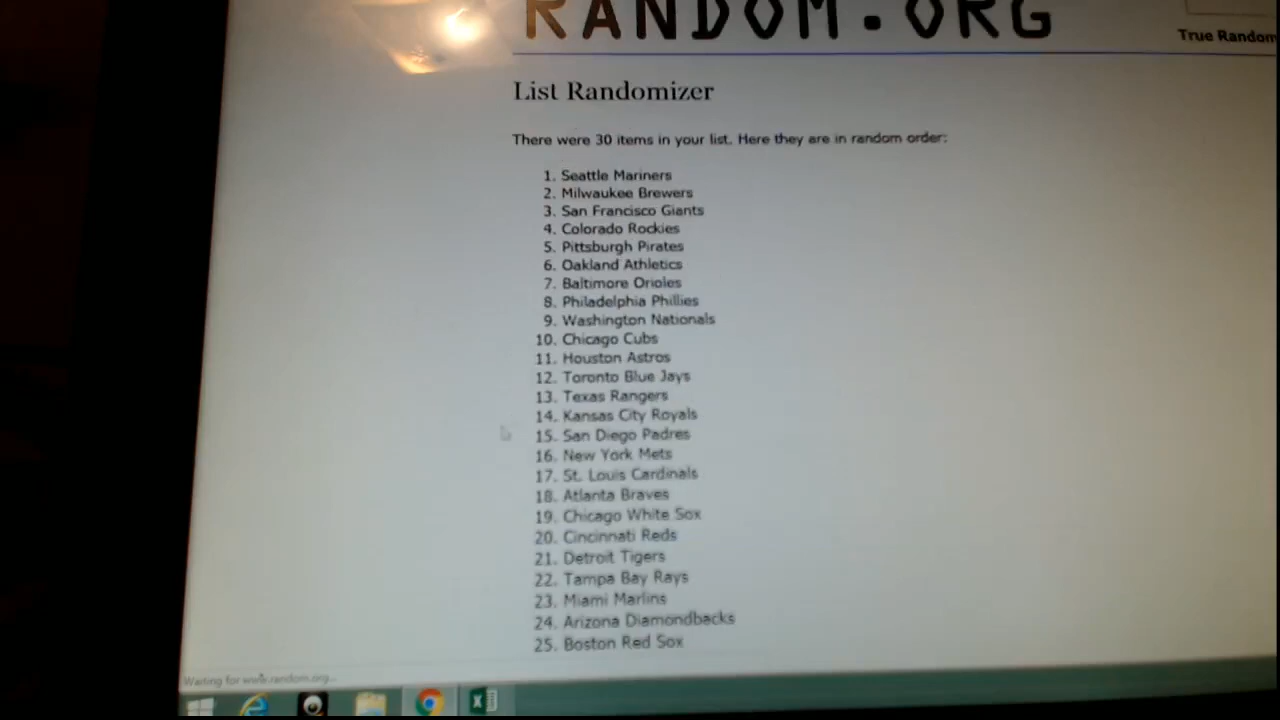 RANDOM.ORG
True Random
List Randomizer
There were 30 items in your list. Here they are in random order:
1. Seattle Mariners
2. Milwaukee Brewers
3. San Francisco Giants
4. Colorado Rockies
5. Pittsburgh Pirates
6. Oakland Athletics
7. Baltimore Orioles
8. Philadelphia Phillies
9. Washington Nationals
10. Chicago Cubs
11. Houston Astros
12. Toronto Blue Jays
13. Texas Rangers
14. Kansas City Royals
15. San Diego Padres
16. New York Mets
17. St. Louis Cardinals
18. Atlanta Braves
19. Chicago White Sox
20. Cincinnati Reds
21. Detroit Tigers
22. Tampa Bay Rays
23. Miami Marlins
24. Arizona Diamondbacks
25. Boston Red Sox
Waiting for www.random.org...